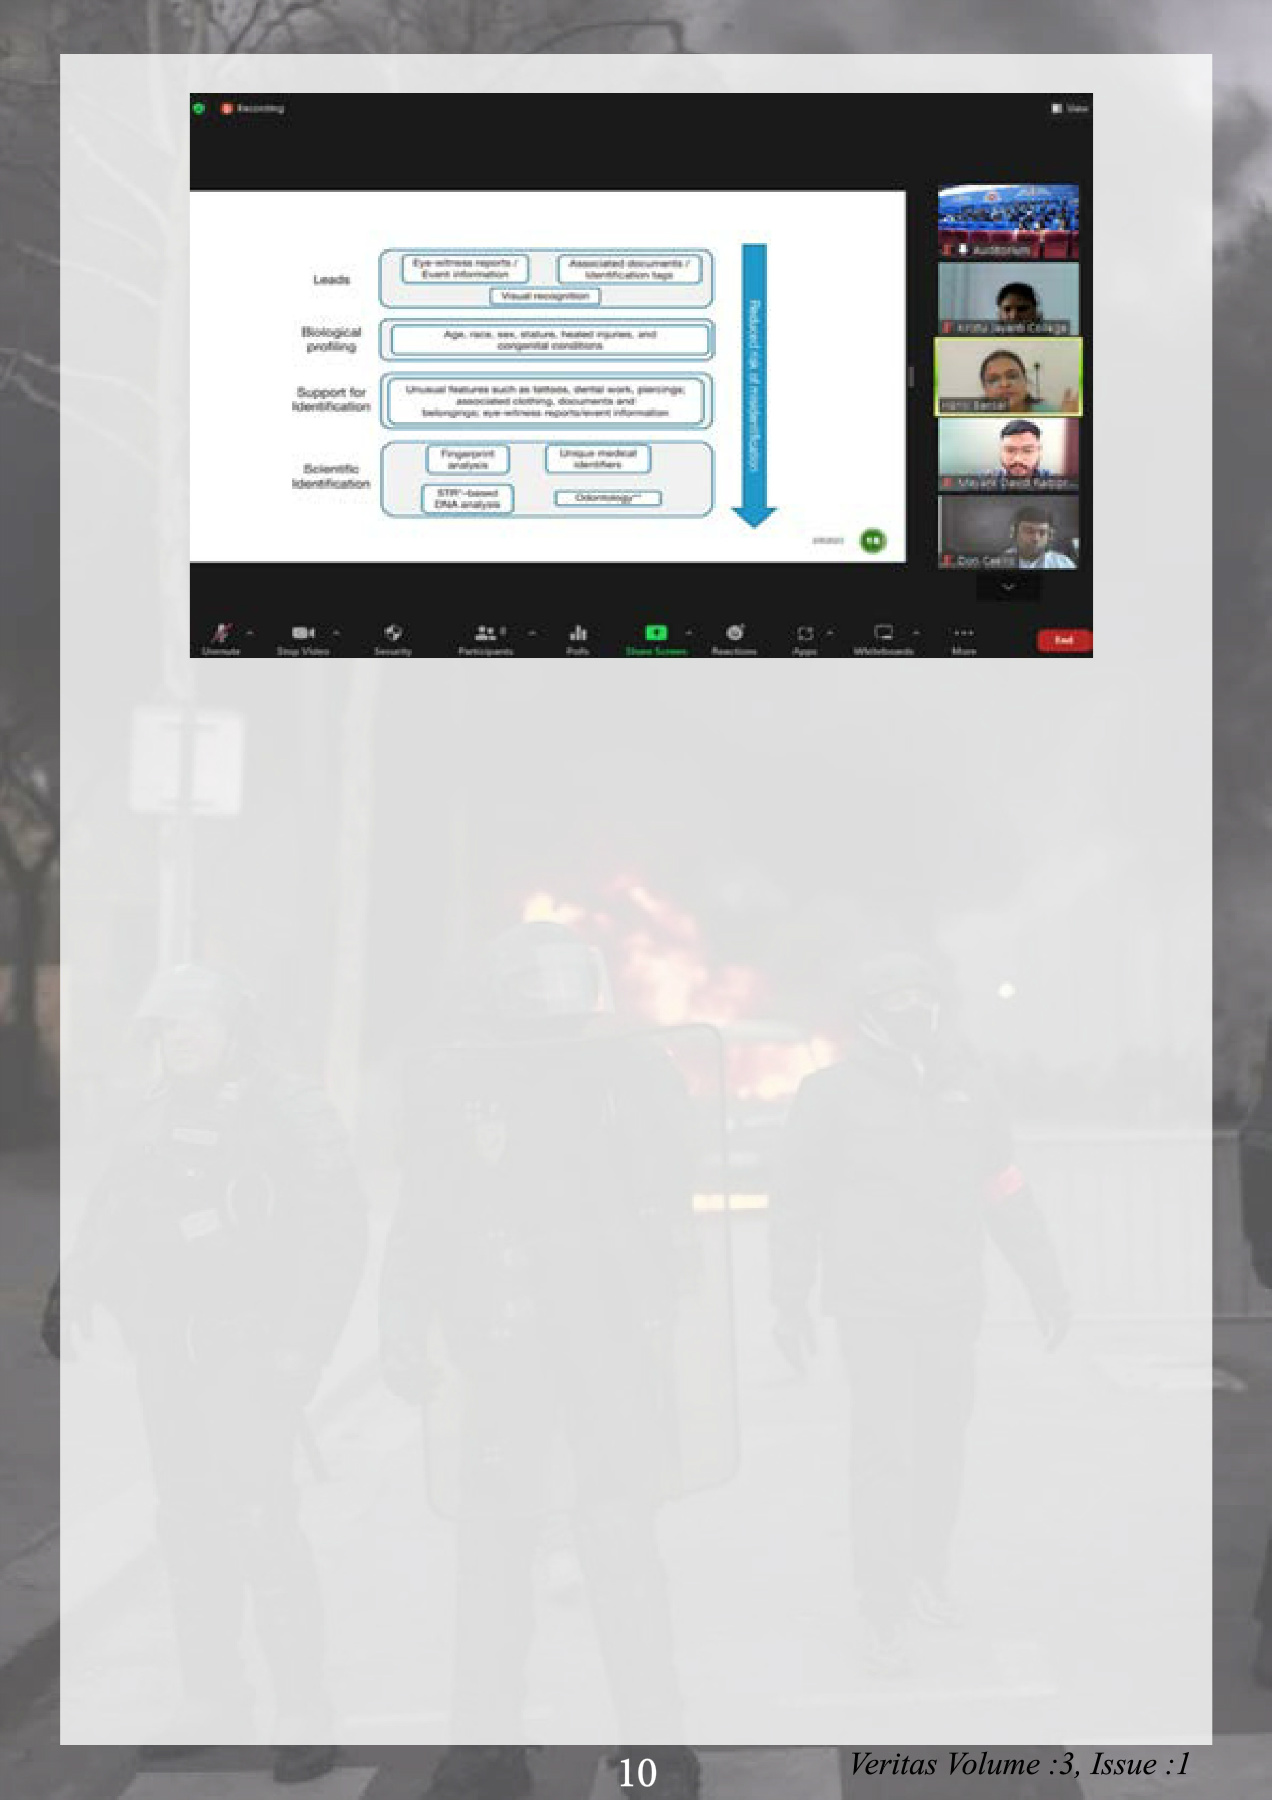 Recording
View
Leads
Eye-witness reports /
Event information
Associated documents /
Identification tags
Visual recognition
Biological
profiling
Age, race, sex, stature, healed injuries, and
congenital conditions
Support for
Identification
Unusual features such as tattoos, dental work, piercings;
associated clothing, documents and
belongings; eye-witness reports/event information
Scientific
Identification
Fingerprint
analysis
Unique medical
identifiers
STR*-based
DNA analysis
Odontology**
Reduced risk of misidentification
18
Auditorium
Kristu Jayanti College
Bansal
Mayank David
Don
Unmute
Stop Video
Security
Participants
Polls
Share Screen
Reactions
Apps
Whiteboards
More
End
10
Veritas Volume :3, Issue :1